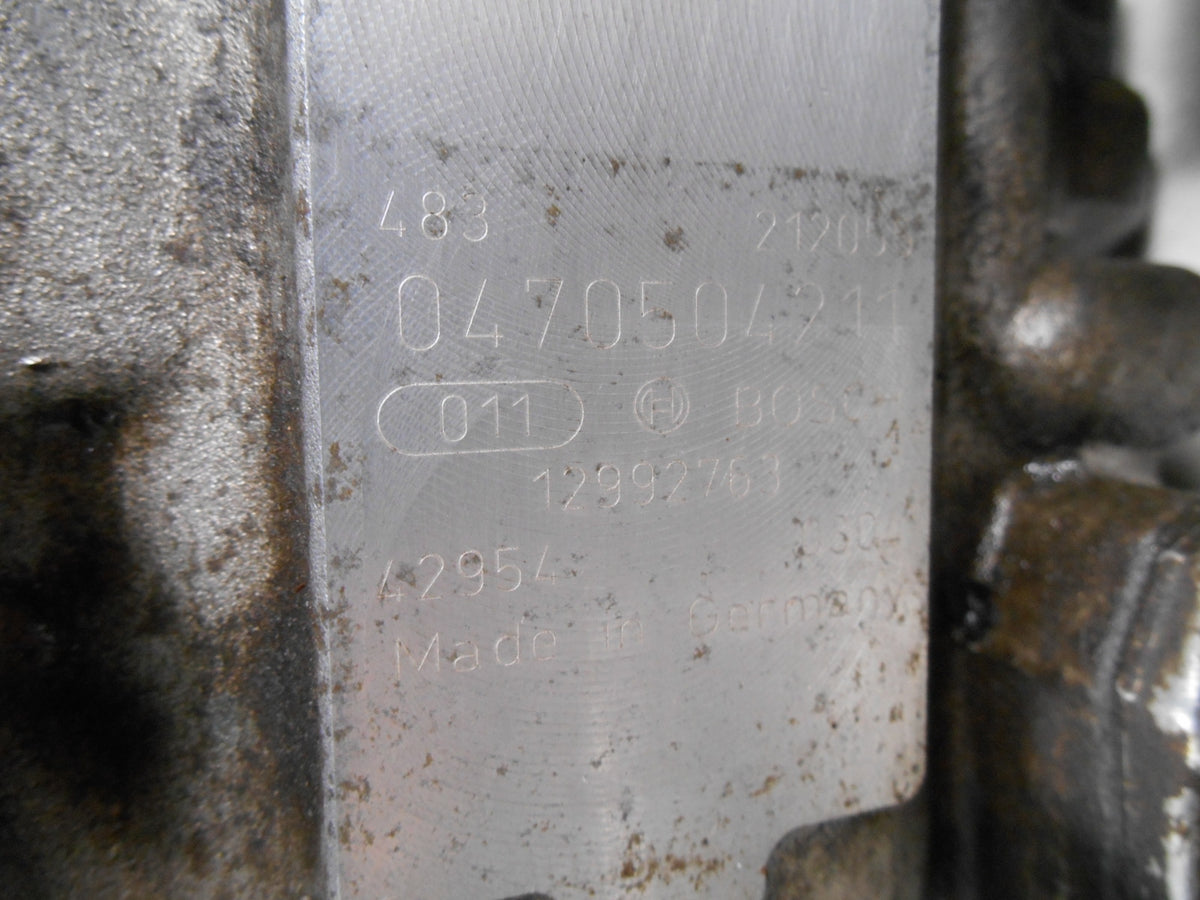 483
0470504211
011 BOSCH
12992763
42954
Made in Germany